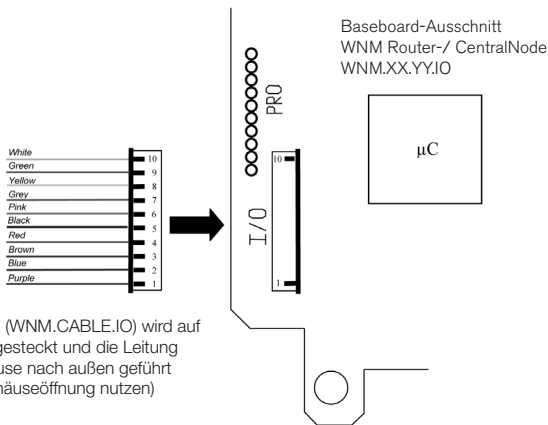 Baseboard-Ausschnitt
WNM Router-/ CentralNode
WNM.XX.YY.IO
PRO
µC
I/O
10
1
White 10
Green 9
Yellow 8
Grey 7
Pink 6
Black 5
Red 4
Brown 3
Blue 2
Purple 1
(WNM.CABLE.IO) wird auf
gesteckt und die Leitung
use nach außen geführt
häuseöffnung nutzen)